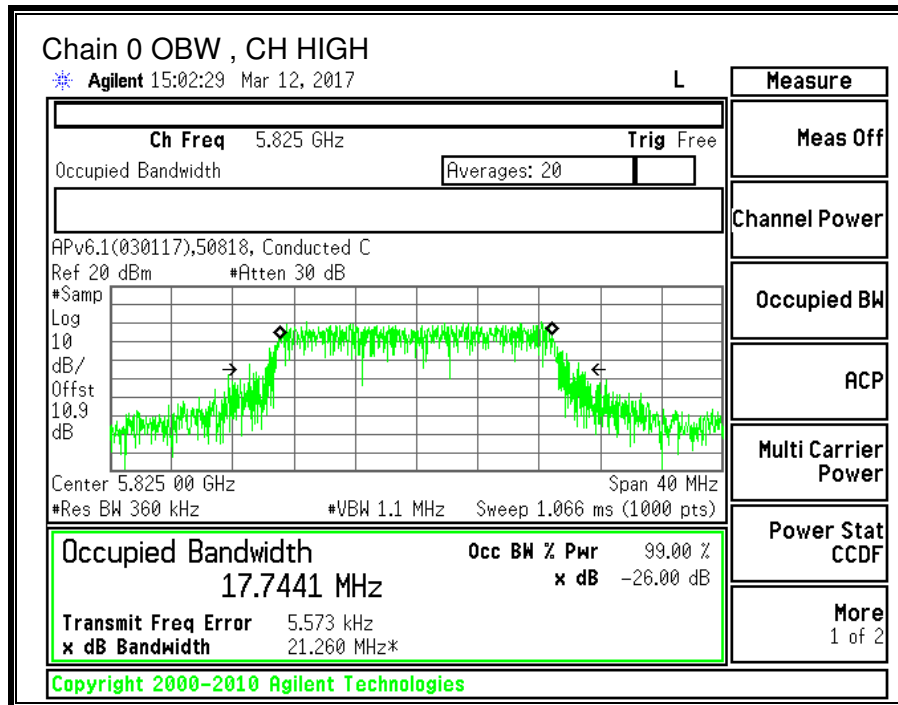 Chain 0 OBW , CH HIGH
Agilent 15:02:29 Mar 12, 2017 L
Ch Freq 5.825 GHz Trig Free
Occupied Bandwidth Averages: 20
APv6.1(030117),50818, Conducted C
Ref 20 dBm #Atten 30 dB
#Samp
Log
10
dB/
Offst
10.9
dB
Center 5.825 00 GHz Span 40 MHz
#Res BW 360 kHz #VBW 1.1 MHz Sweep 1.066 ms (1000 pts)
Occupied Bandwidth Occ BW % Pwr 99.00 %
17.7441 MHz x dB -26.00 dB
Transmit Freq Error 5.573 kHz
x dB Bandwidth 21.260 MHz*
Copyright 2000-2010 Agilent Technologies
Measure
Meas Off
Channel Power
Occupied BW
ACP
Multi Carrier
Power
Power Stat
CCDF
More
1 of 2